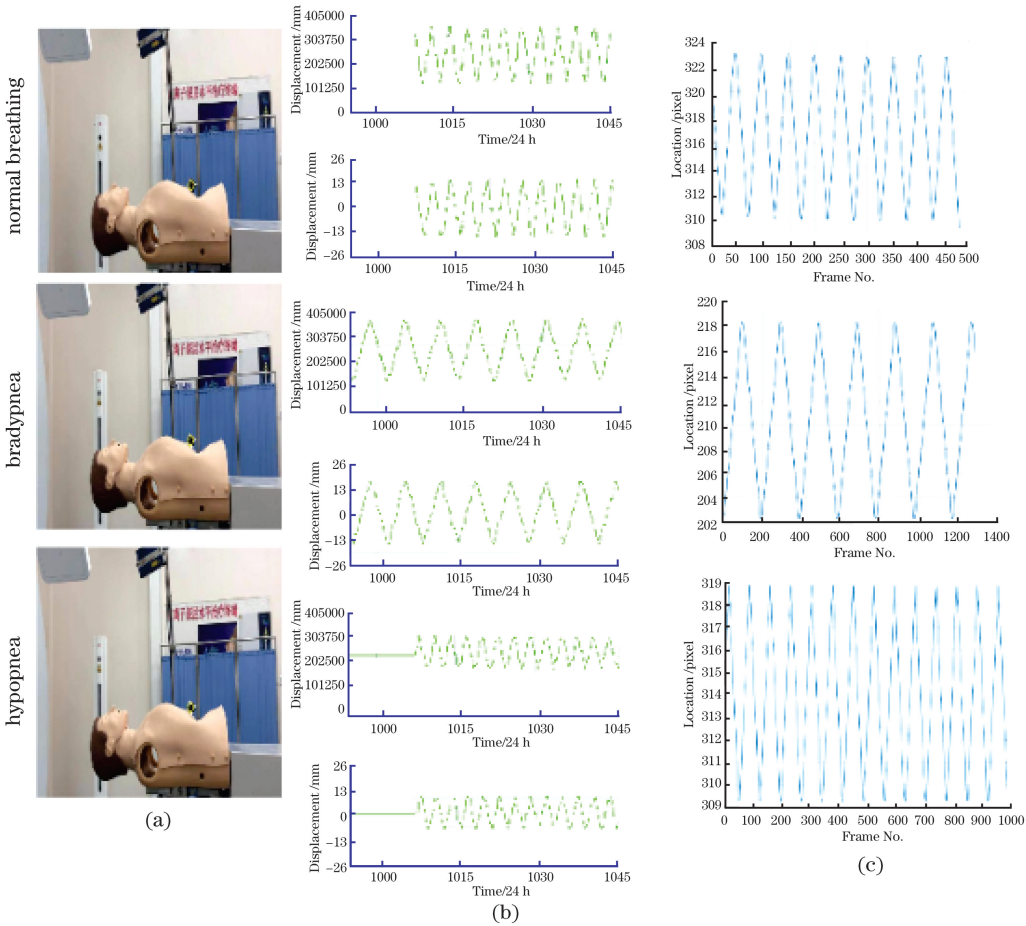 normal breathing
Displacement /mm
405000
303750
202500
101250
0
1000 1015 1030 1045
Time/24 h
Displacement /mm
26
13
0
−13
−26
1000 1015 1030 1045
Time/24 h
Location /pixel
324
322
320
318
316
314
312
310
308
0 50 100 150 200 250 300 350 400 450 500
Frame No.
bradypnea
Displacement /mm
405000
303750
202500
101250
0
1000 1015 1030 1045
Time/24 h
Displacement /mm
26
13
0
−13
−26
1000 1015 1030 1045
Time/24 h
Location /pixel
220
218
216
214
212
210
208
206
204
202
0 200 400 600 800 1000 1200 1400
Frame No.
hypopnea
Displacement /mm
405000
303750
202500
101250
0
1000 1015 1030 1045
Time/24 h
Displacement /mm
26
13
0
−13
−26
1000 1015 1030 1045
Time/24 h
Location /pixel
319
318
317
316
315
314
313
312
311
310
309
0 100 200 300 400 500 600 700 800 900 1000
Frame No.
(a)
(b)
(c)